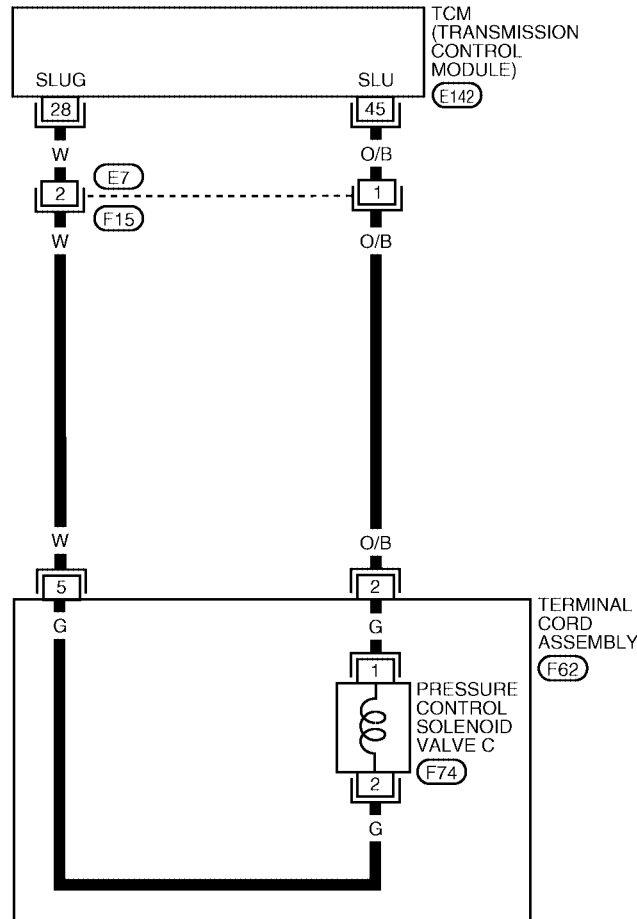 TCM
(TRANSMISSION
CONTROL
MODULE)
E142
SLUG SLU
28 45
W O/B
E7
2 1
F15
W O/B
W O/B
5 2
G G
TERMINAL
CORD
ASSEMBLY
F62
1
PRESSURE
CONTROL
SOLENOID
VALVE C
F74
2
G